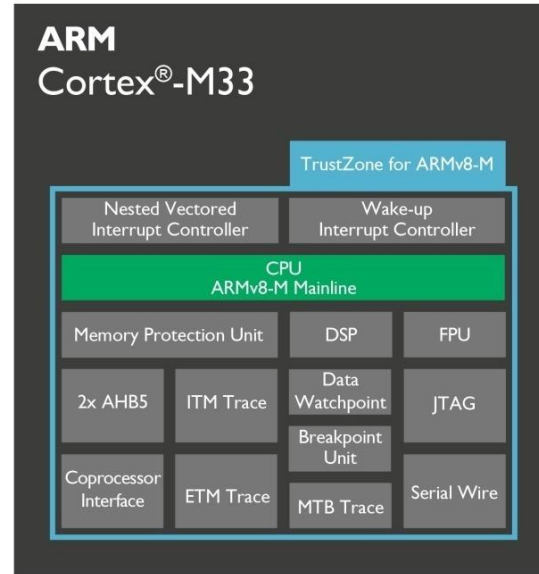 ARM
Cortex®-M33
TrustZone for ARMv8-M
Nested Vectored
Interrupt Controller
Wake-up
Interrupt Controller
CPU
ARMv8-M Mainline
Memory Protection Unit
DSP
FPU
2x AHB5
ITM Trace
Data
Watchpoint
JTAG
Breakpoint
Unit
Coprocessor
Interface
ETM Trace
MTB Trace
Serial Wire